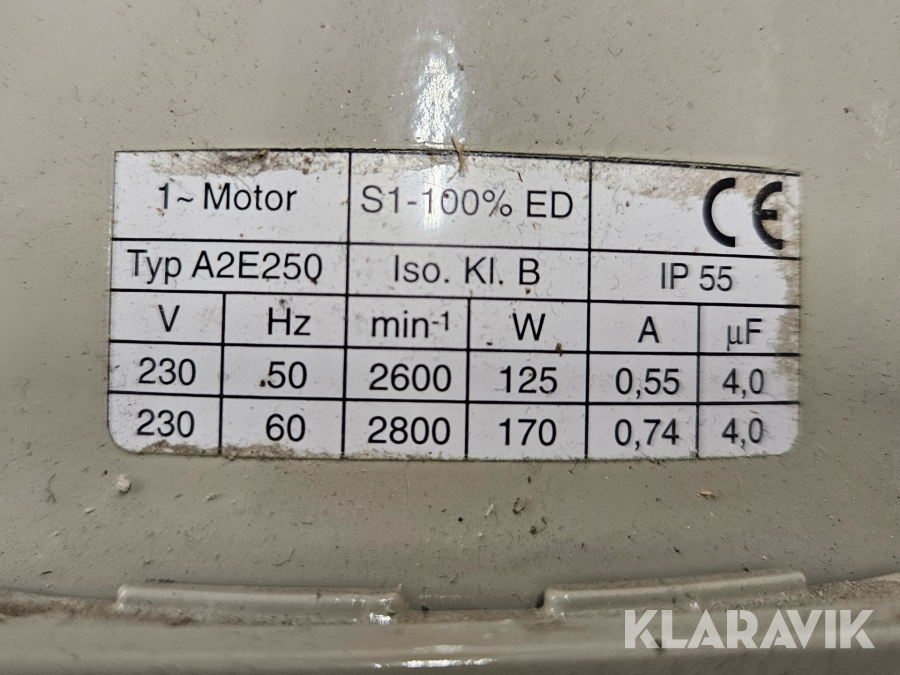 1~ Motor S1-100% ED CE
Typ A2E250 Iso. Kl. B IP 55
V Hz min-1 W A µF
230 50 2600 125 0,55 4,0
230 60 2800 170 0,74 4,0
KLARAVIK